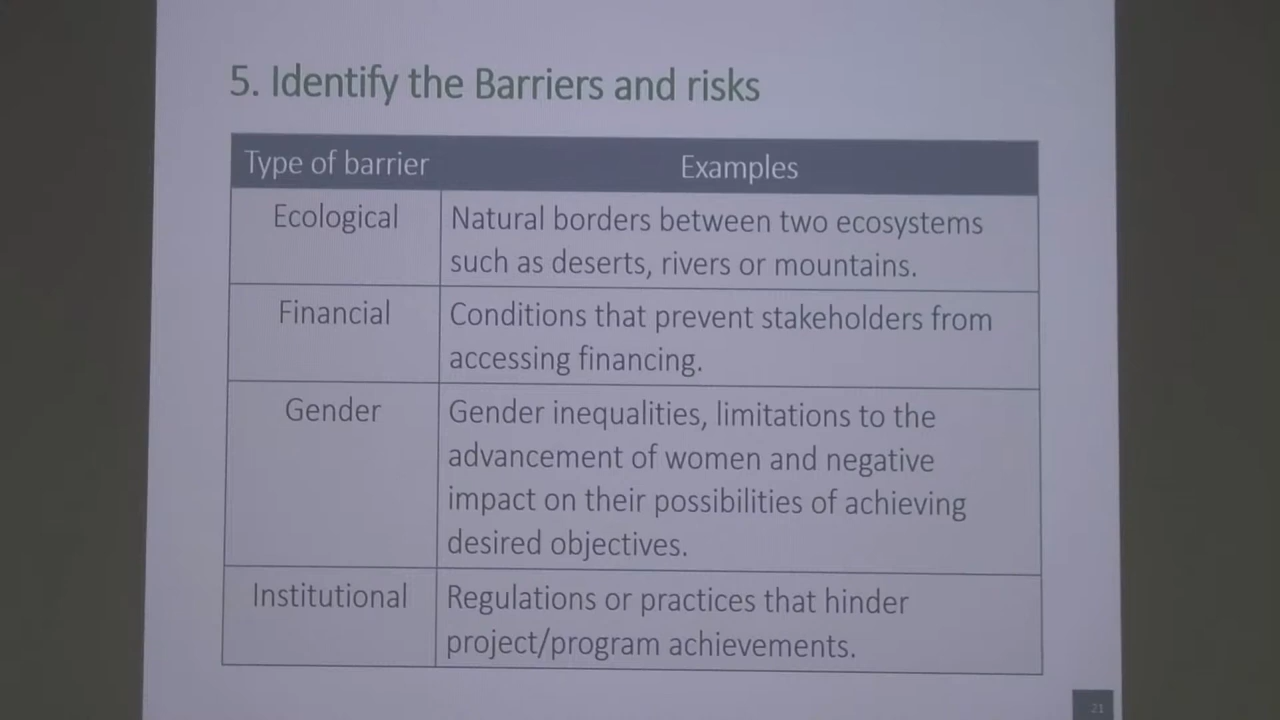 5. Identify the Barriers and risks
Type of barrier
Examples
Ecological
Natural borders between two ecosystems
such as deserts, rivers or mountains.
Financial
Conditions that prevent stakeholders from
accessing financing.
Gender
Gender inequalities, limitations to the
advancement of women and negative
impact on their possibilities of achieving
desired objectives.
Institutional
Regulations or practices that hinder
project/program achievements.
21